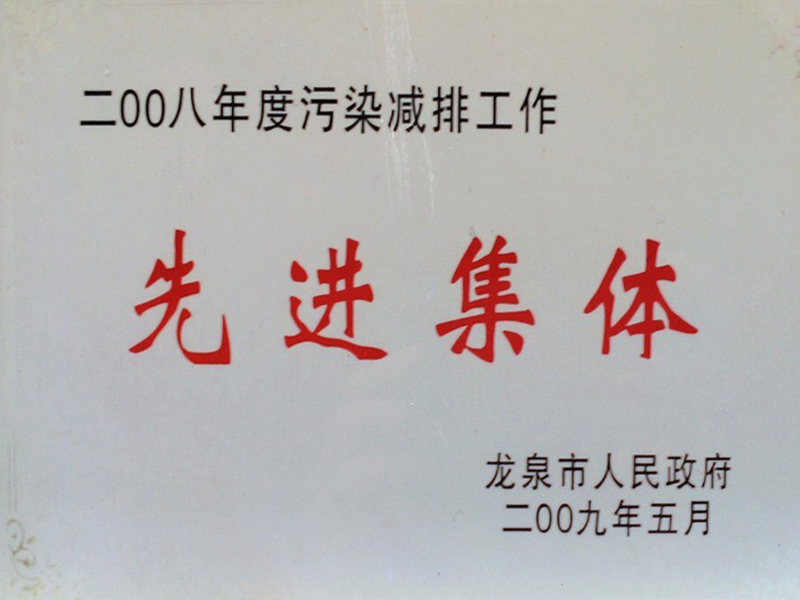 二00八年度污染减排工作
先进集体
龙泉市人民政府
二00九年五月